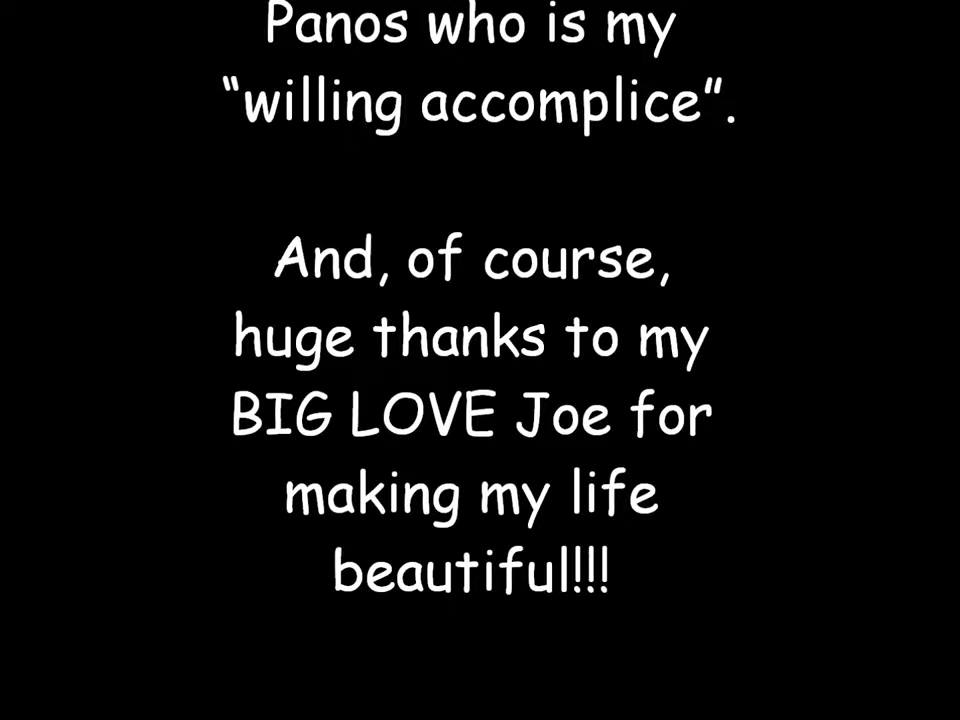 Panos who is my
“willing accomplice”.
And, of course,
huge thanks to my
BIG LOVE Joe for
making my life
beautiful!!!